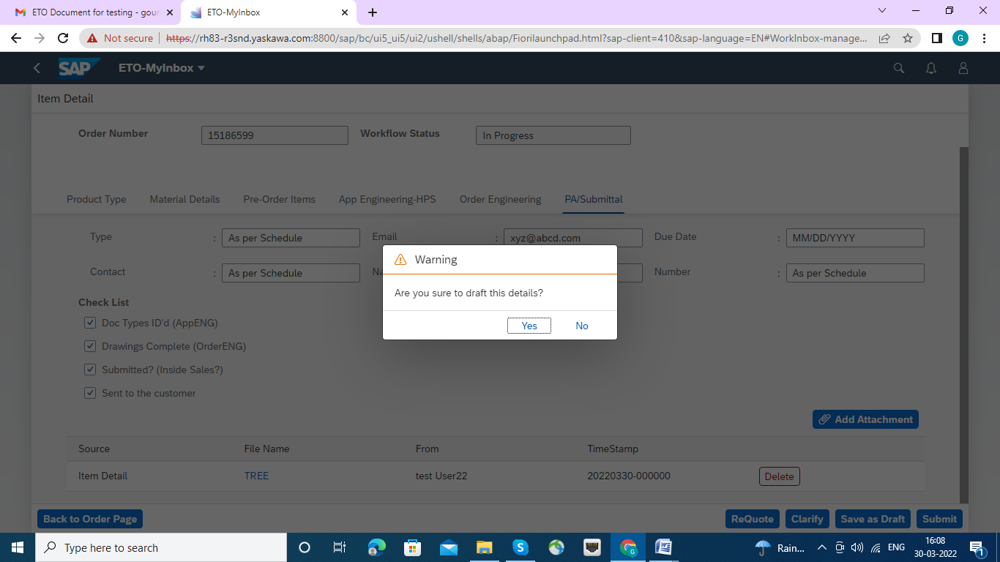 ETO Document for testing - gour
ETO-MyInbox
Not secure
https://rh83-r3snd.yaskawa.com:8800/sap/bc/ui5_ui5/ui2/ushell/shells/abap/Fiorilaunchpad.html?sap-client=410&sap-language=EN#WorkInbox-manage...
G
SAP
ETO-MyInbox
Item Detail
Order Number 15186599 Workflow Status In Progress
Product Type Material Details Pre-Order Items App Engineering-HPS Order Engineering PA/Submittal
Type : As per Schedule Email : xyz@abcd.com Due Date : MM/DD/YYYY
Contact : As per Schedule Na Number : As per Schedule
Warning
Are you sure to draft this details?
Yes No
Check List
Doc Types ID'd (AppENG)
Drawings Complete (OrderENG)
Submitted? (Inside Sales?)
Sent to the customer
Add Attachment
Source File Name From TimeStamp
Item Detail TREE test User22 20220330-000000 Delete
Back to Order Page ReQuote Clarify Save as Draft Submit
Type here to search
Rain...
ENG
16:08
30-03-2022
1